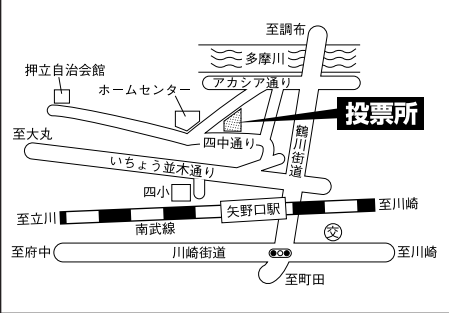 至調布
多摩川
押立自治会館
ホームセンター
アカシア通り
投票所
至大丸
四中通り
鶴川街道
いちょう並木通り
四小
至立川
矢野口駅
至川崎
南武線
交
至府中
川崎街道
至川崎
至町田